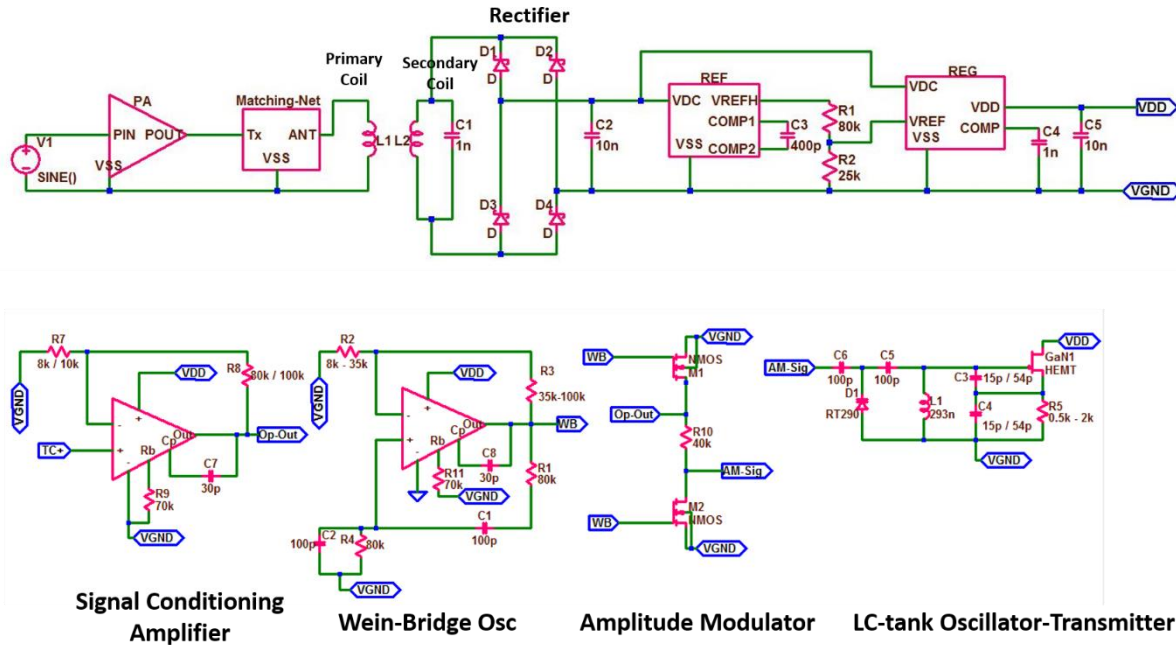 Rectifier
D1
D
D2
D
Primary
Coil
Secondary
Coil
PA
PIN POUT
VSS
V1
SINE()
Matching-Net
Tx ANT
VSS
L1 L2
C1
1n
D3
D
D4
D
C2
10n
REF
VDC VREFH
COMP1
VSS
COMP2
C3
400p
R1
80k
R2
25k
REG
VDC
VDD
VREF
COMP
VSS
C4
1n
C5
10n
VDD
VGND
R7
8k / 10k
R8
80k / 100k
VGND
VDD
TC+
- +
+ -
Out
Cp
Rb
Op-Out
C7
30p
R9
70k
VGND
Signal Conditioning
Amplifier
R2
8k - 35k
VGND
VDD
R3
35k-100k
- +
+ -
Out
Cp
Rb
WB
C8
30p
R11
70k
VGND
R1
80k
C1
100p
C2
100p
R4
80k
VGND
Wein-Bridge Osc
VGND
WB
NMOS
M1
Op-Out
R10
40k
AM-Sig
M2
NMOS
WB
VGND
Amplitude Modulator
AM-Sig
C6
100p
C5
100p
D1
RT290
L1
293n
C3
15p / 54p
C4
15p / 54p
VDD
GaN1
HEMT
R5
0.5k - 2k
VGND
LC-tank Oscillator-Transmitter